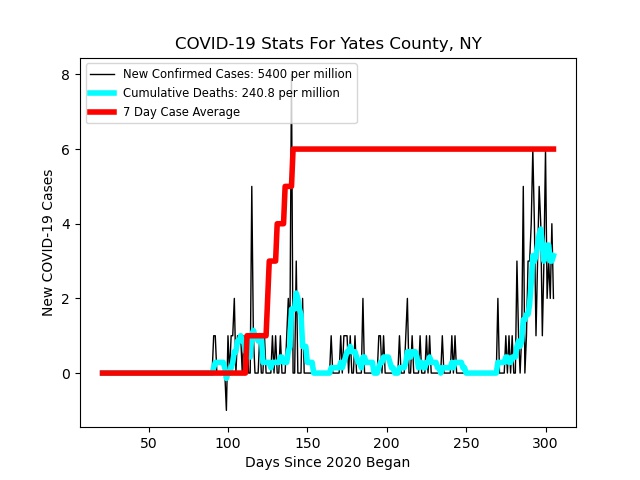 COVID-19 Stats For Yates County, NY
New Confirmed Cases: 5400 per million
Cumulative Deaths: 240.8 per million
7 Day Case Average
8
6
4
2
0
New COVID-19 Cases
50
100
150
200
250
300
Days Since 2020 Began